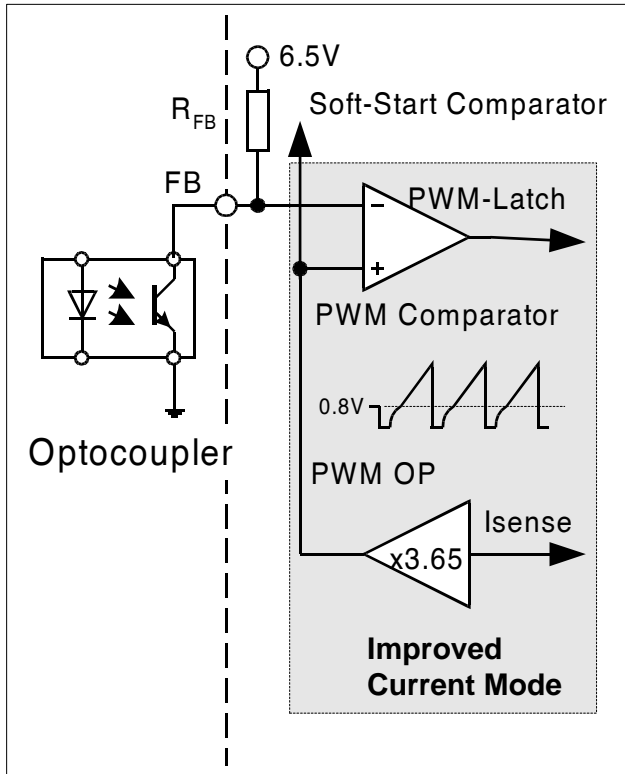 6.5V
RFB
Soft-Start Comparator
FB
PWM-Latch
PWM Comparator
0.8V
Optocoupler
PWM OP
Isense
x3.65
Improved
Current Mode